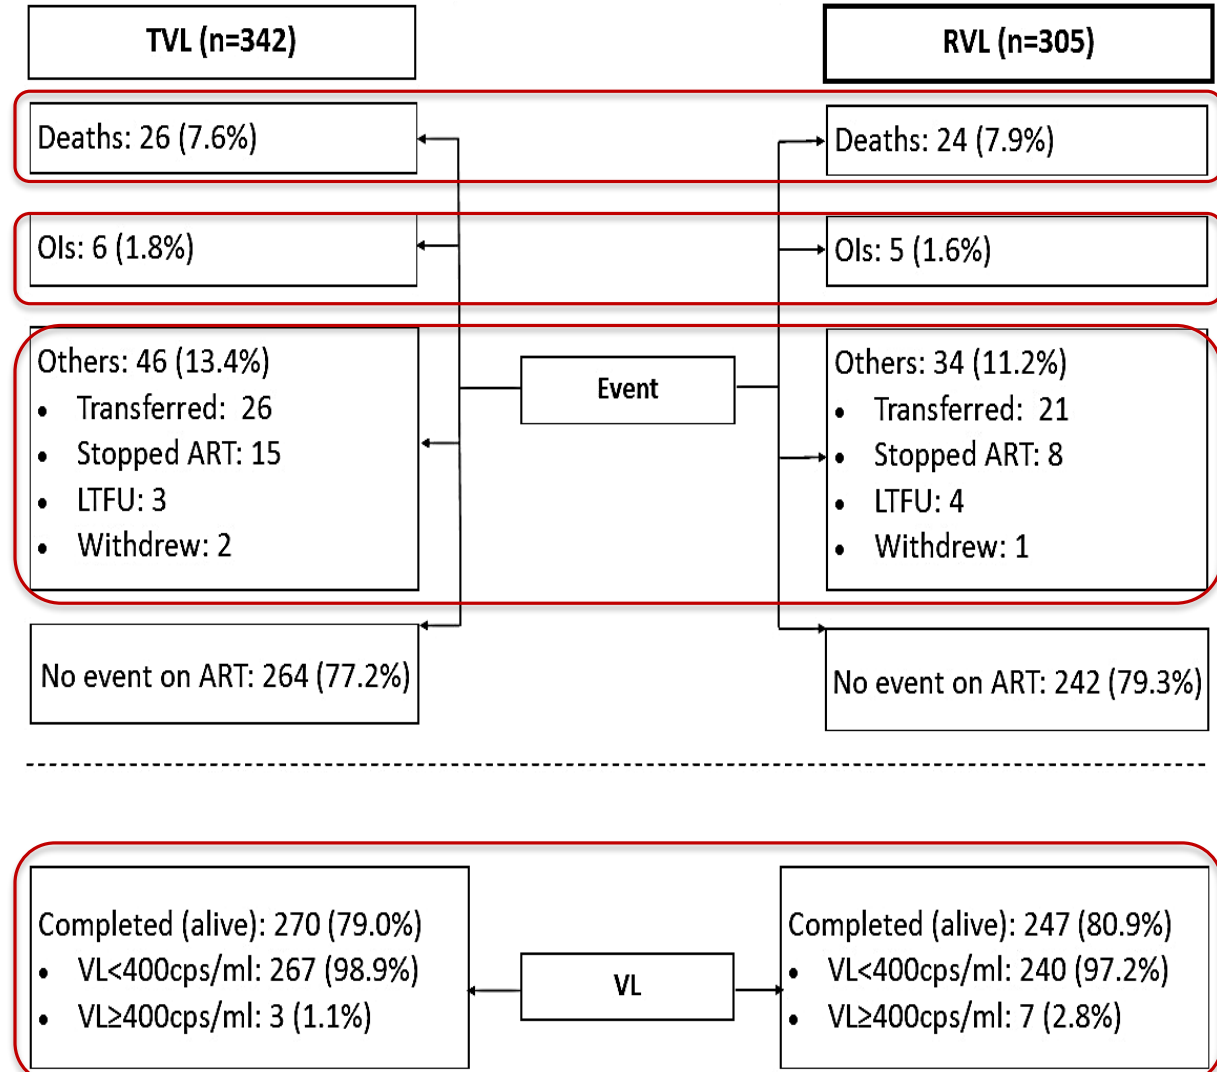 TVL (n=342)
RVL (n=305)
Deaths: 26 (7.6%)
Deaths: 24 (7.9%)
OIs: 6 (1.8%)
OIs: 5 (1.6%)
Others: 46 (13.4%)
• Transferred: 26
• Stopped ART: 15
• LTFU: 3
• Withdrew: 2
Event
Others: 34 (11.2%)
• Transferred: 21
• Stopped ART: 8
• LTFU: 4
• Withdrew: 1
No event on ART: 264 (77.2%)
No event on ART: 242 (79.3%)
Completed (alive): 270 (79.0%)
• VL<400cps/ml: 267 (98.9%)
• VL≥400cps/ml: 3 (1.1%)
VL
Completed (alive): 247 (80.9%)
• VL<400cps/ml: 240 (97.2%)
• VL≥400cps/ml: 7 (2.8%)